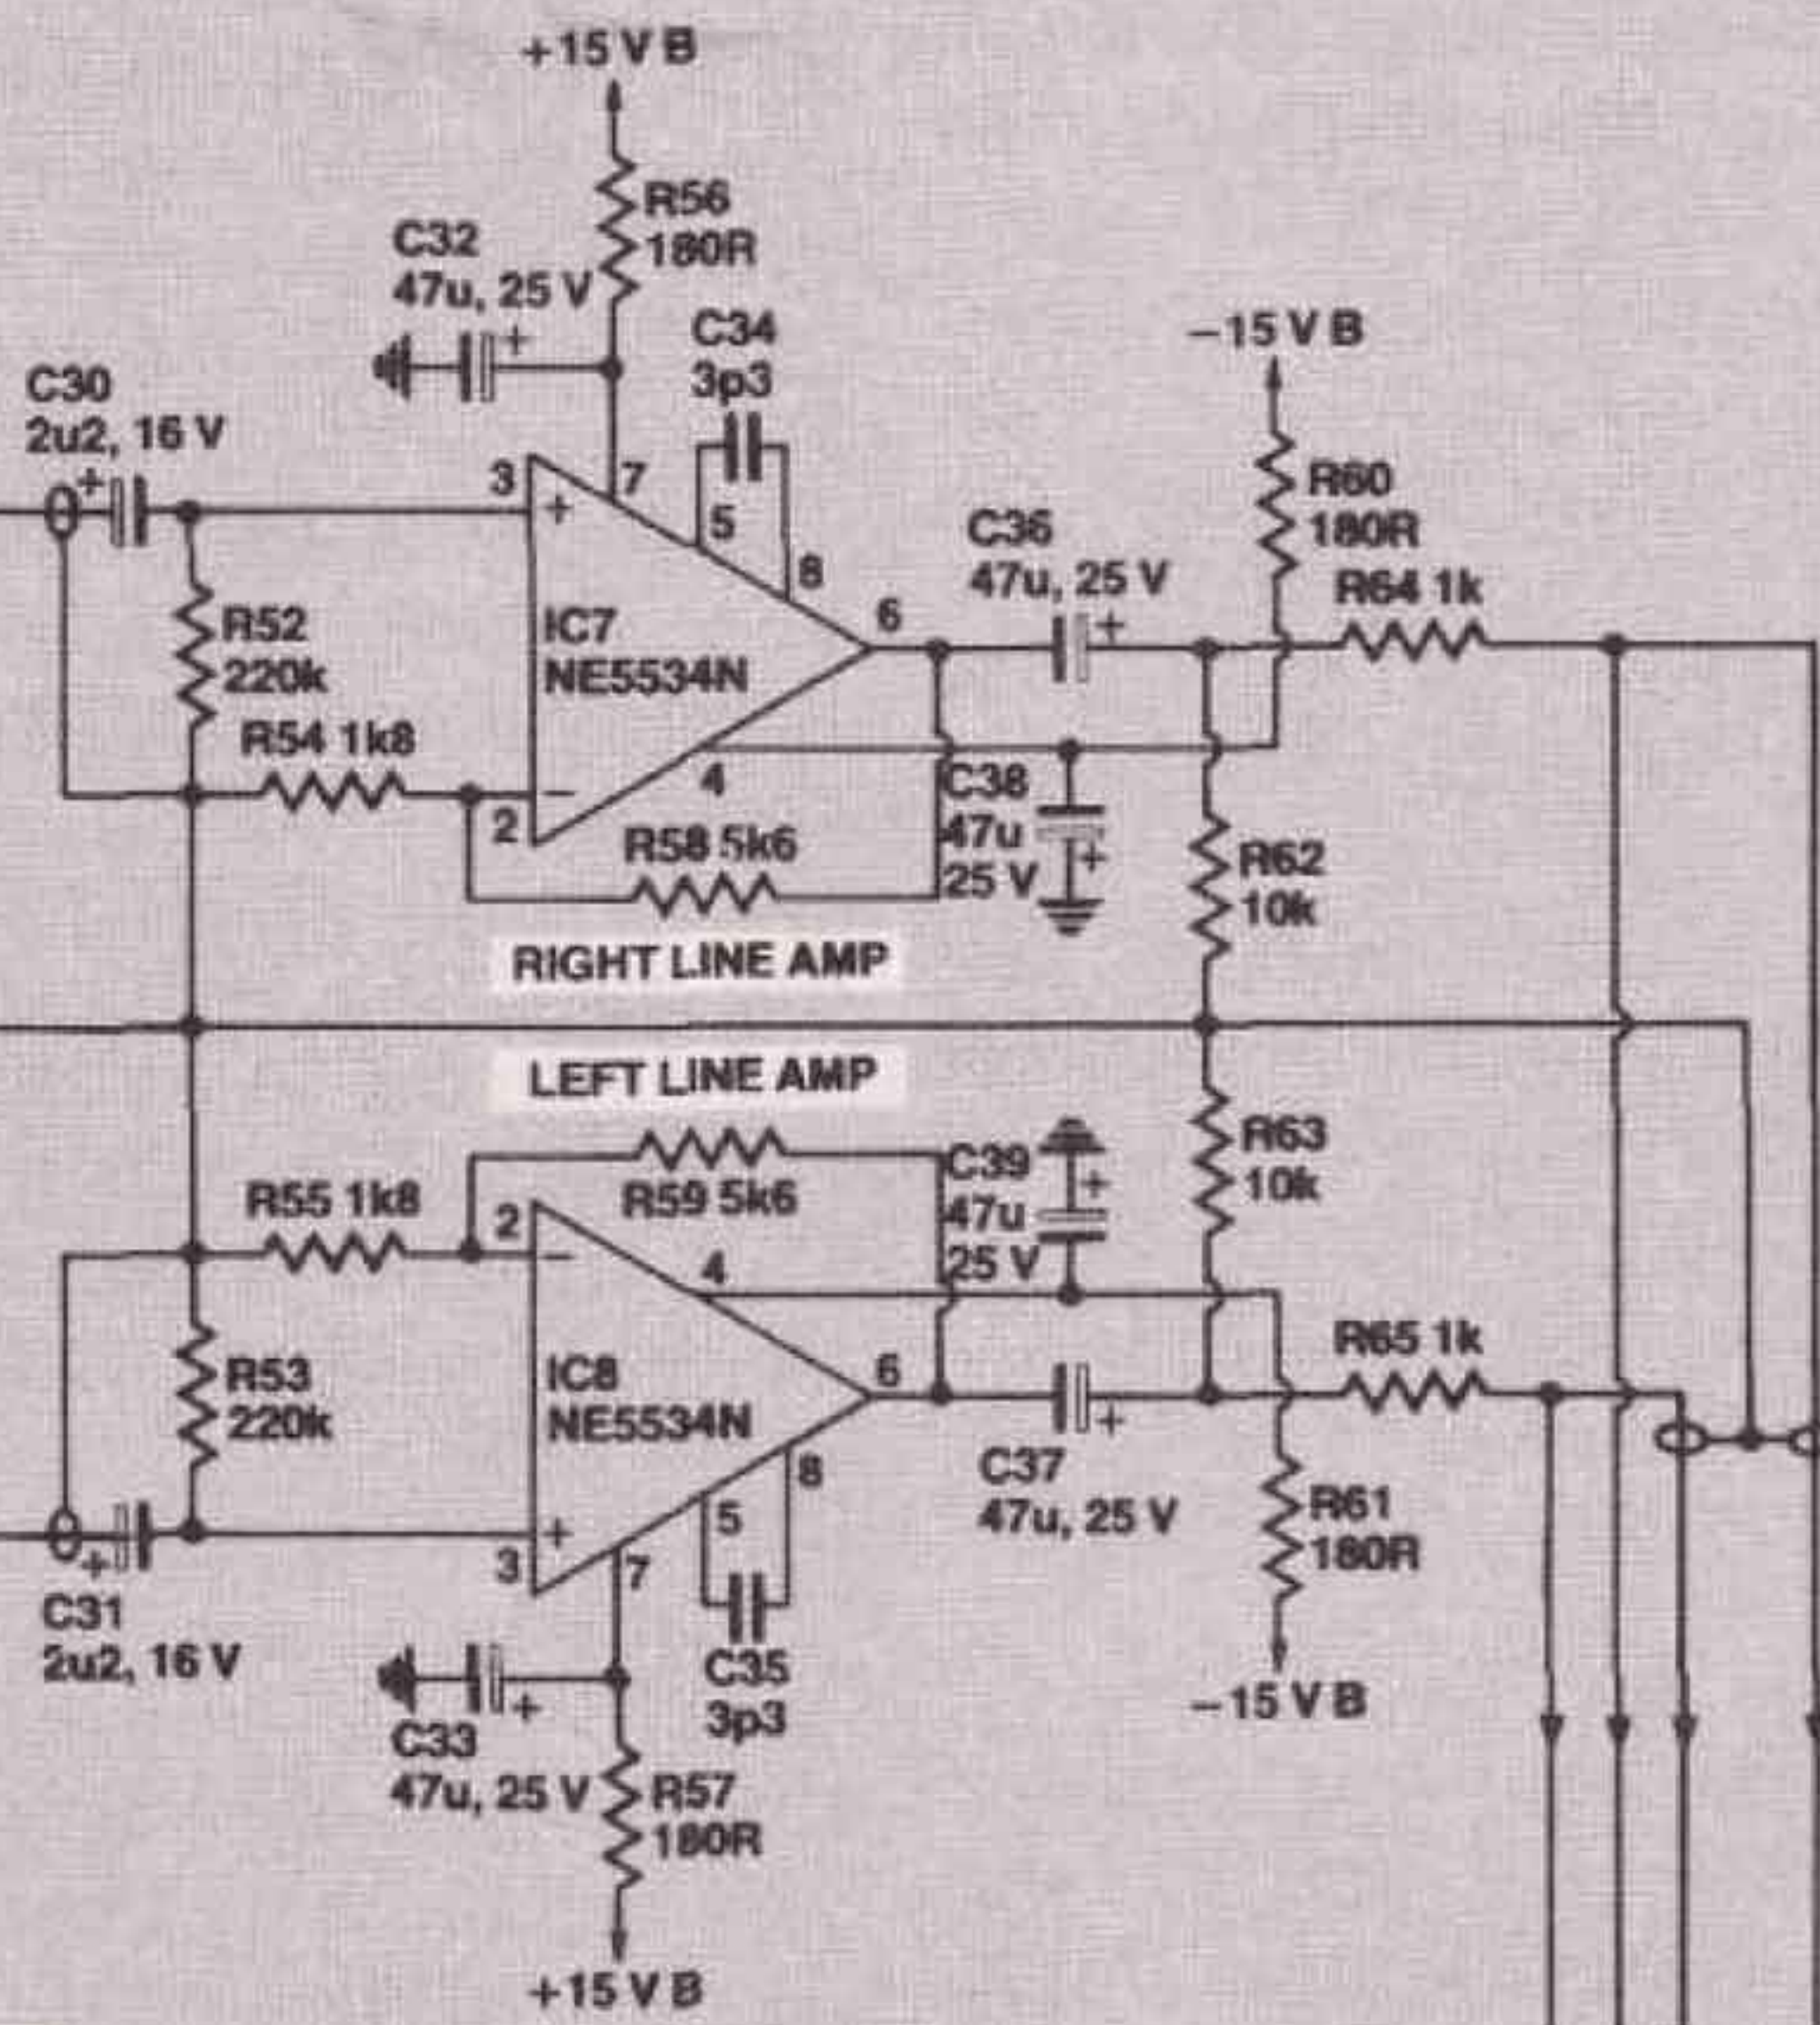 +15 V B
R56
180R
C32
47u, 25 V
+
C34
3p3
-15 V B
C30
2u2, 16 V
+
3
7
+
5
8
C36
47u, 25 V
+
R60
180R
R64 1k
R52
220k
IC7
NE5534N
6
R54 1k8
4
2
-
C38
47u
25 V
+
R58 5k6
R62
10k
RIGHT LINE AMP
LEFT LINE AMP
R55 1k8
2
-
R59 5k6
C39
47u
25 V
+
R63
10k
4
R65 1k
R53
220k
IC8
NE5534N
6
8
+
C37
47u, 25 V
R61
180R
+
3
7
5
+
C31
2u2, 16 V
C35
3p3
-15 V B
+
C33
47u, 25 V
R57
180R
+15 V B